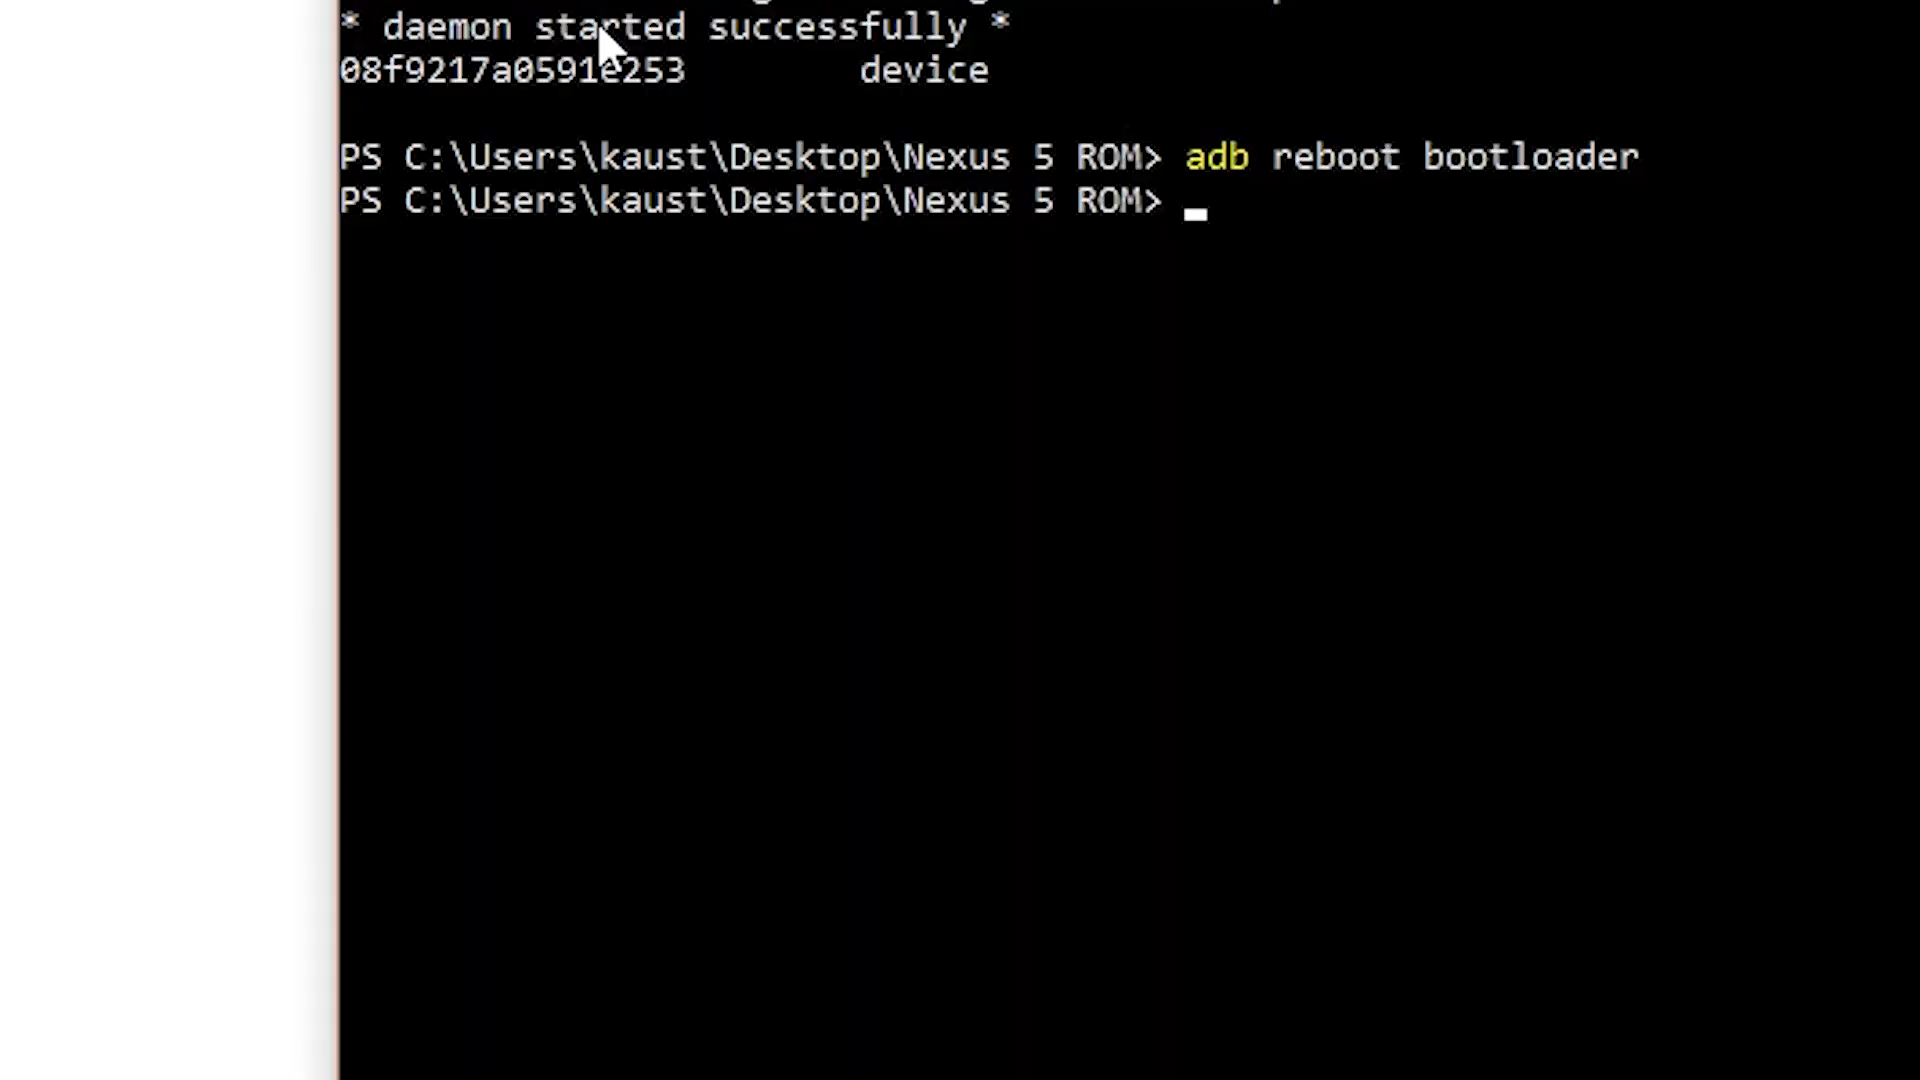 * daemon started successfully *
08f9217a0591e253 device
PS C:\Users\kaust\Desktop\Nexus 5 ROM> adb reboot bootloader
PS C:\Users\kaust\Desktop\Nexus 5 ROM>